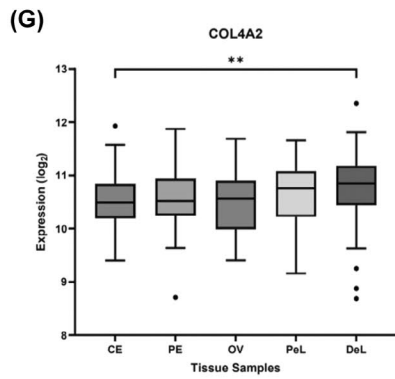 (G)
COL4A2
**
Expression (log2)
13
12
11
10
9
8
CE PE OV PeL DeL
Tissue Samples